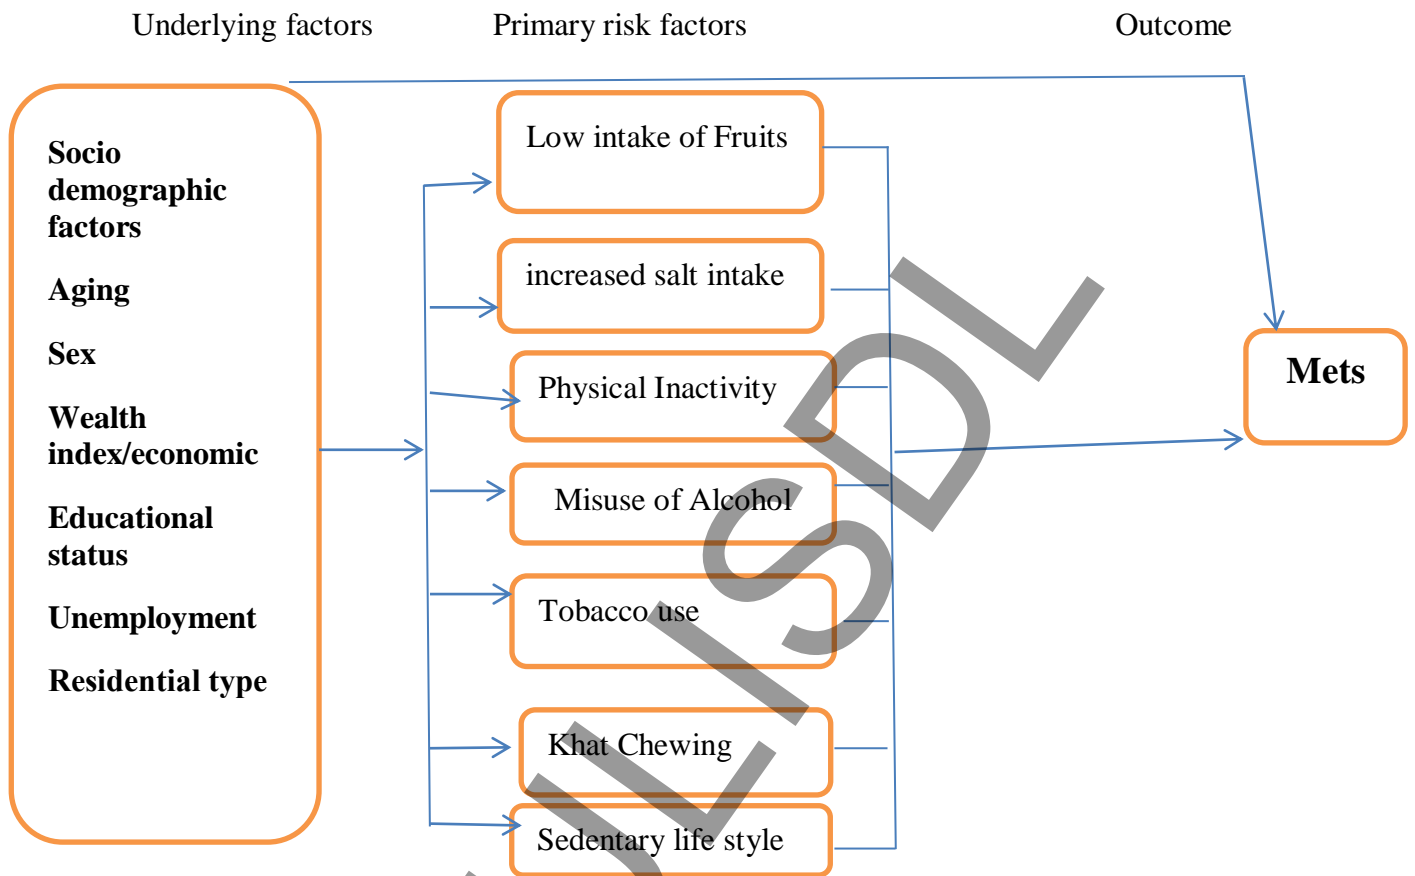 Underlying factors
Primary risk factors
Outcome
Socio
demographic
factors
Aging
Sex
Wealth
index/economic
Educational
status
Unemployment
Residential type
Low intake of Fruits
increased salt intake
Physical Inactivity
Misuse of Alcohol
Tobacco use
Khat Chewing
Sedentary life style
Mets
ULISDL